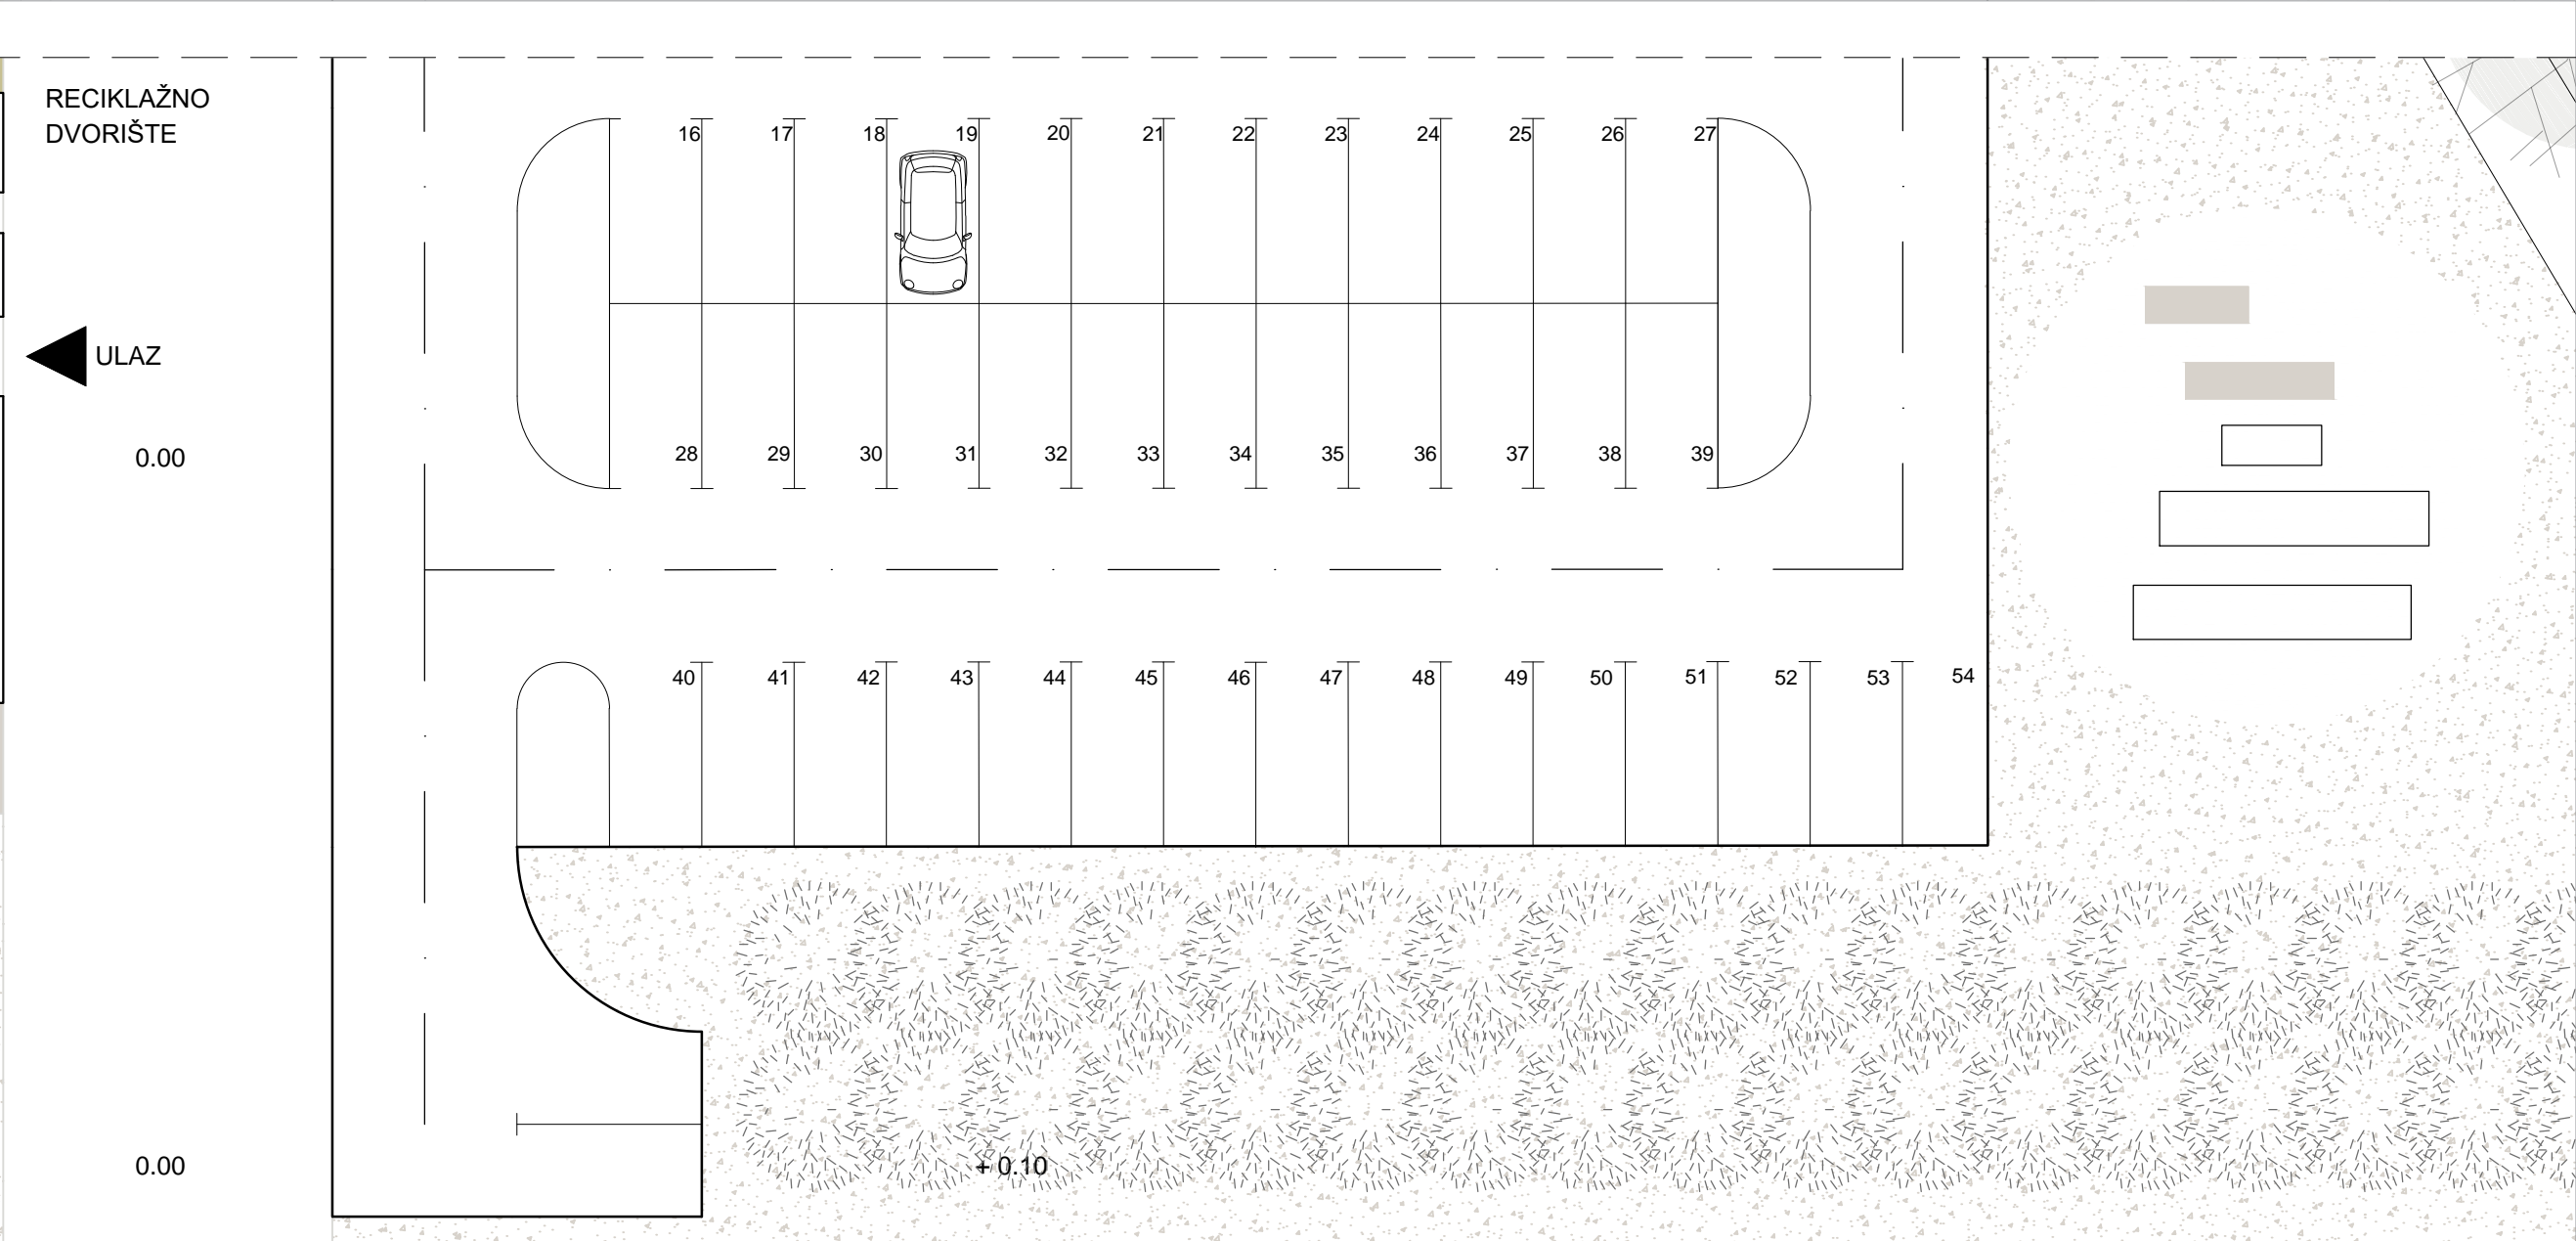 RECIKLAŽNO
DVORIŠTE
16 17 18 19 20 21 22 23 24 25 26 27
ULAZ
28 29 30 31 32 33 34 35 36 37 38 39
0.00
40 41 42 43 44 45 46 47 48 49 50 51 52 53 54
0.00
+ 0.10